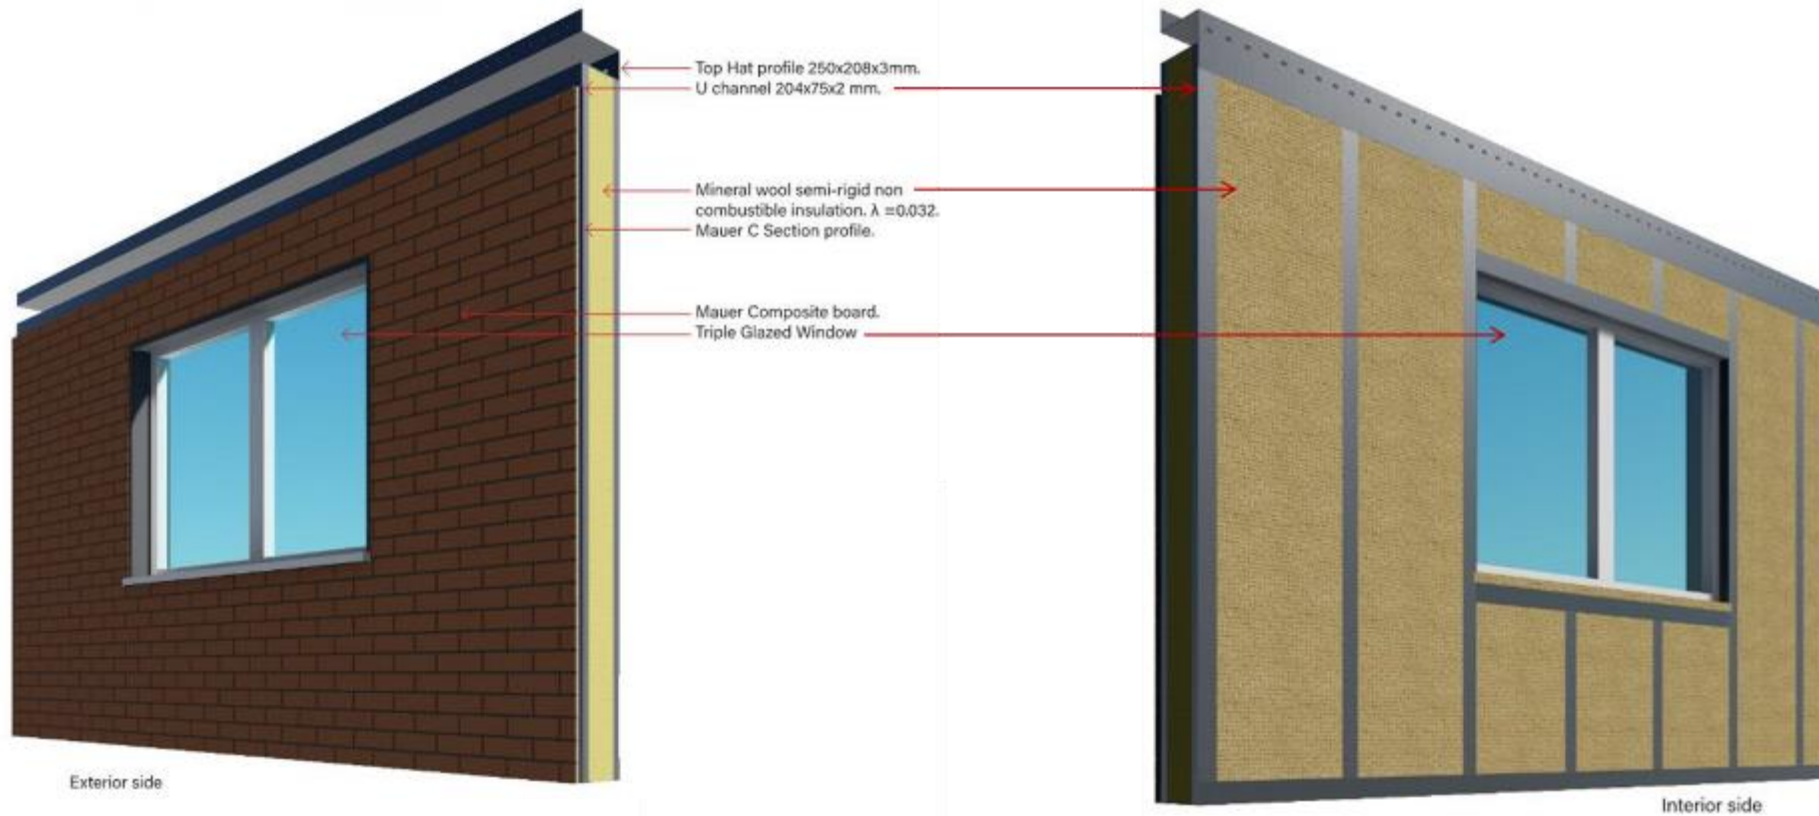 Top Hat profile 250x208x3mm.
U channel 204x75x2 mm.
Mineral wool semi-rigid non
combustible insulation. λ =0.032.
Mauer C Section profile.
Mauer Composite board.
Triple Glazed Window
Exterior side
Interior side